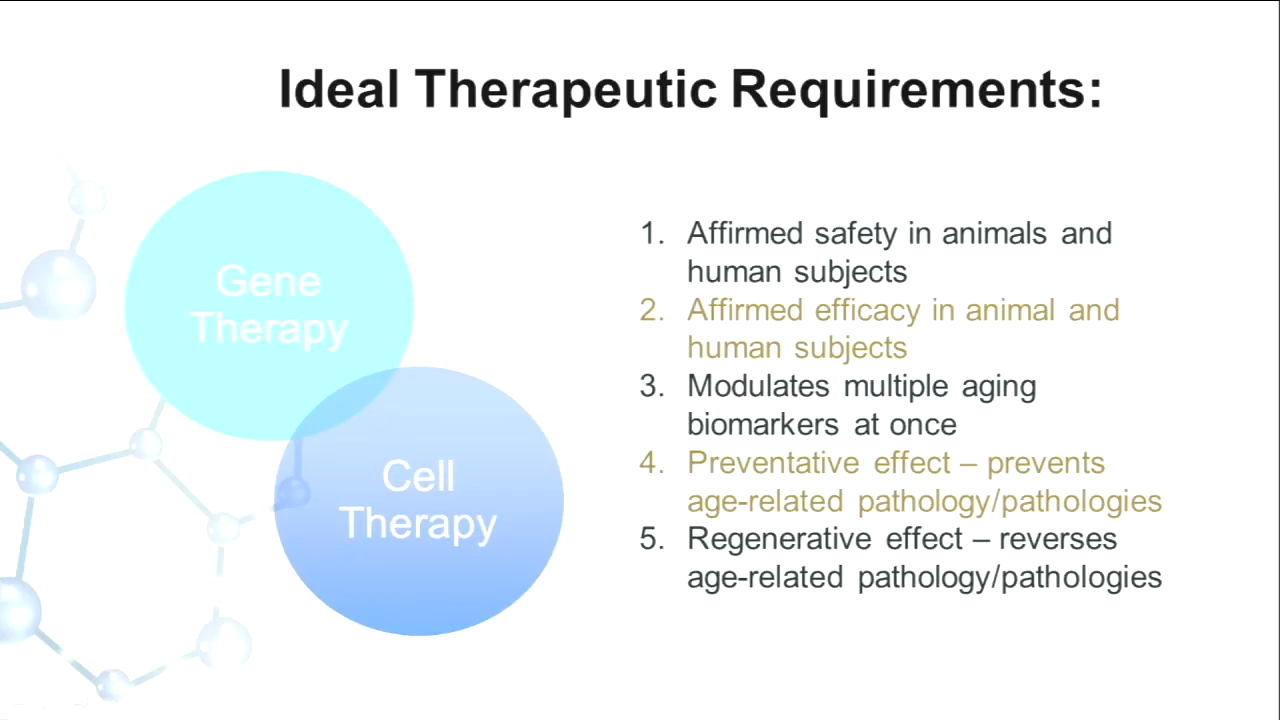 Ideal Therapeutic Requirements:
Gene
Therapy
Cell
Therapy
1. Affirmed safety in animals and
human subjects
2. Affirmed efficacy in animal and
human subjects
3. Modulates multiple aging
biomarkers at once
4. Preventative effect – prevents
age-related pathology/pathologies
5. Regenerative effect – reverses
age-related pathology/pathologies